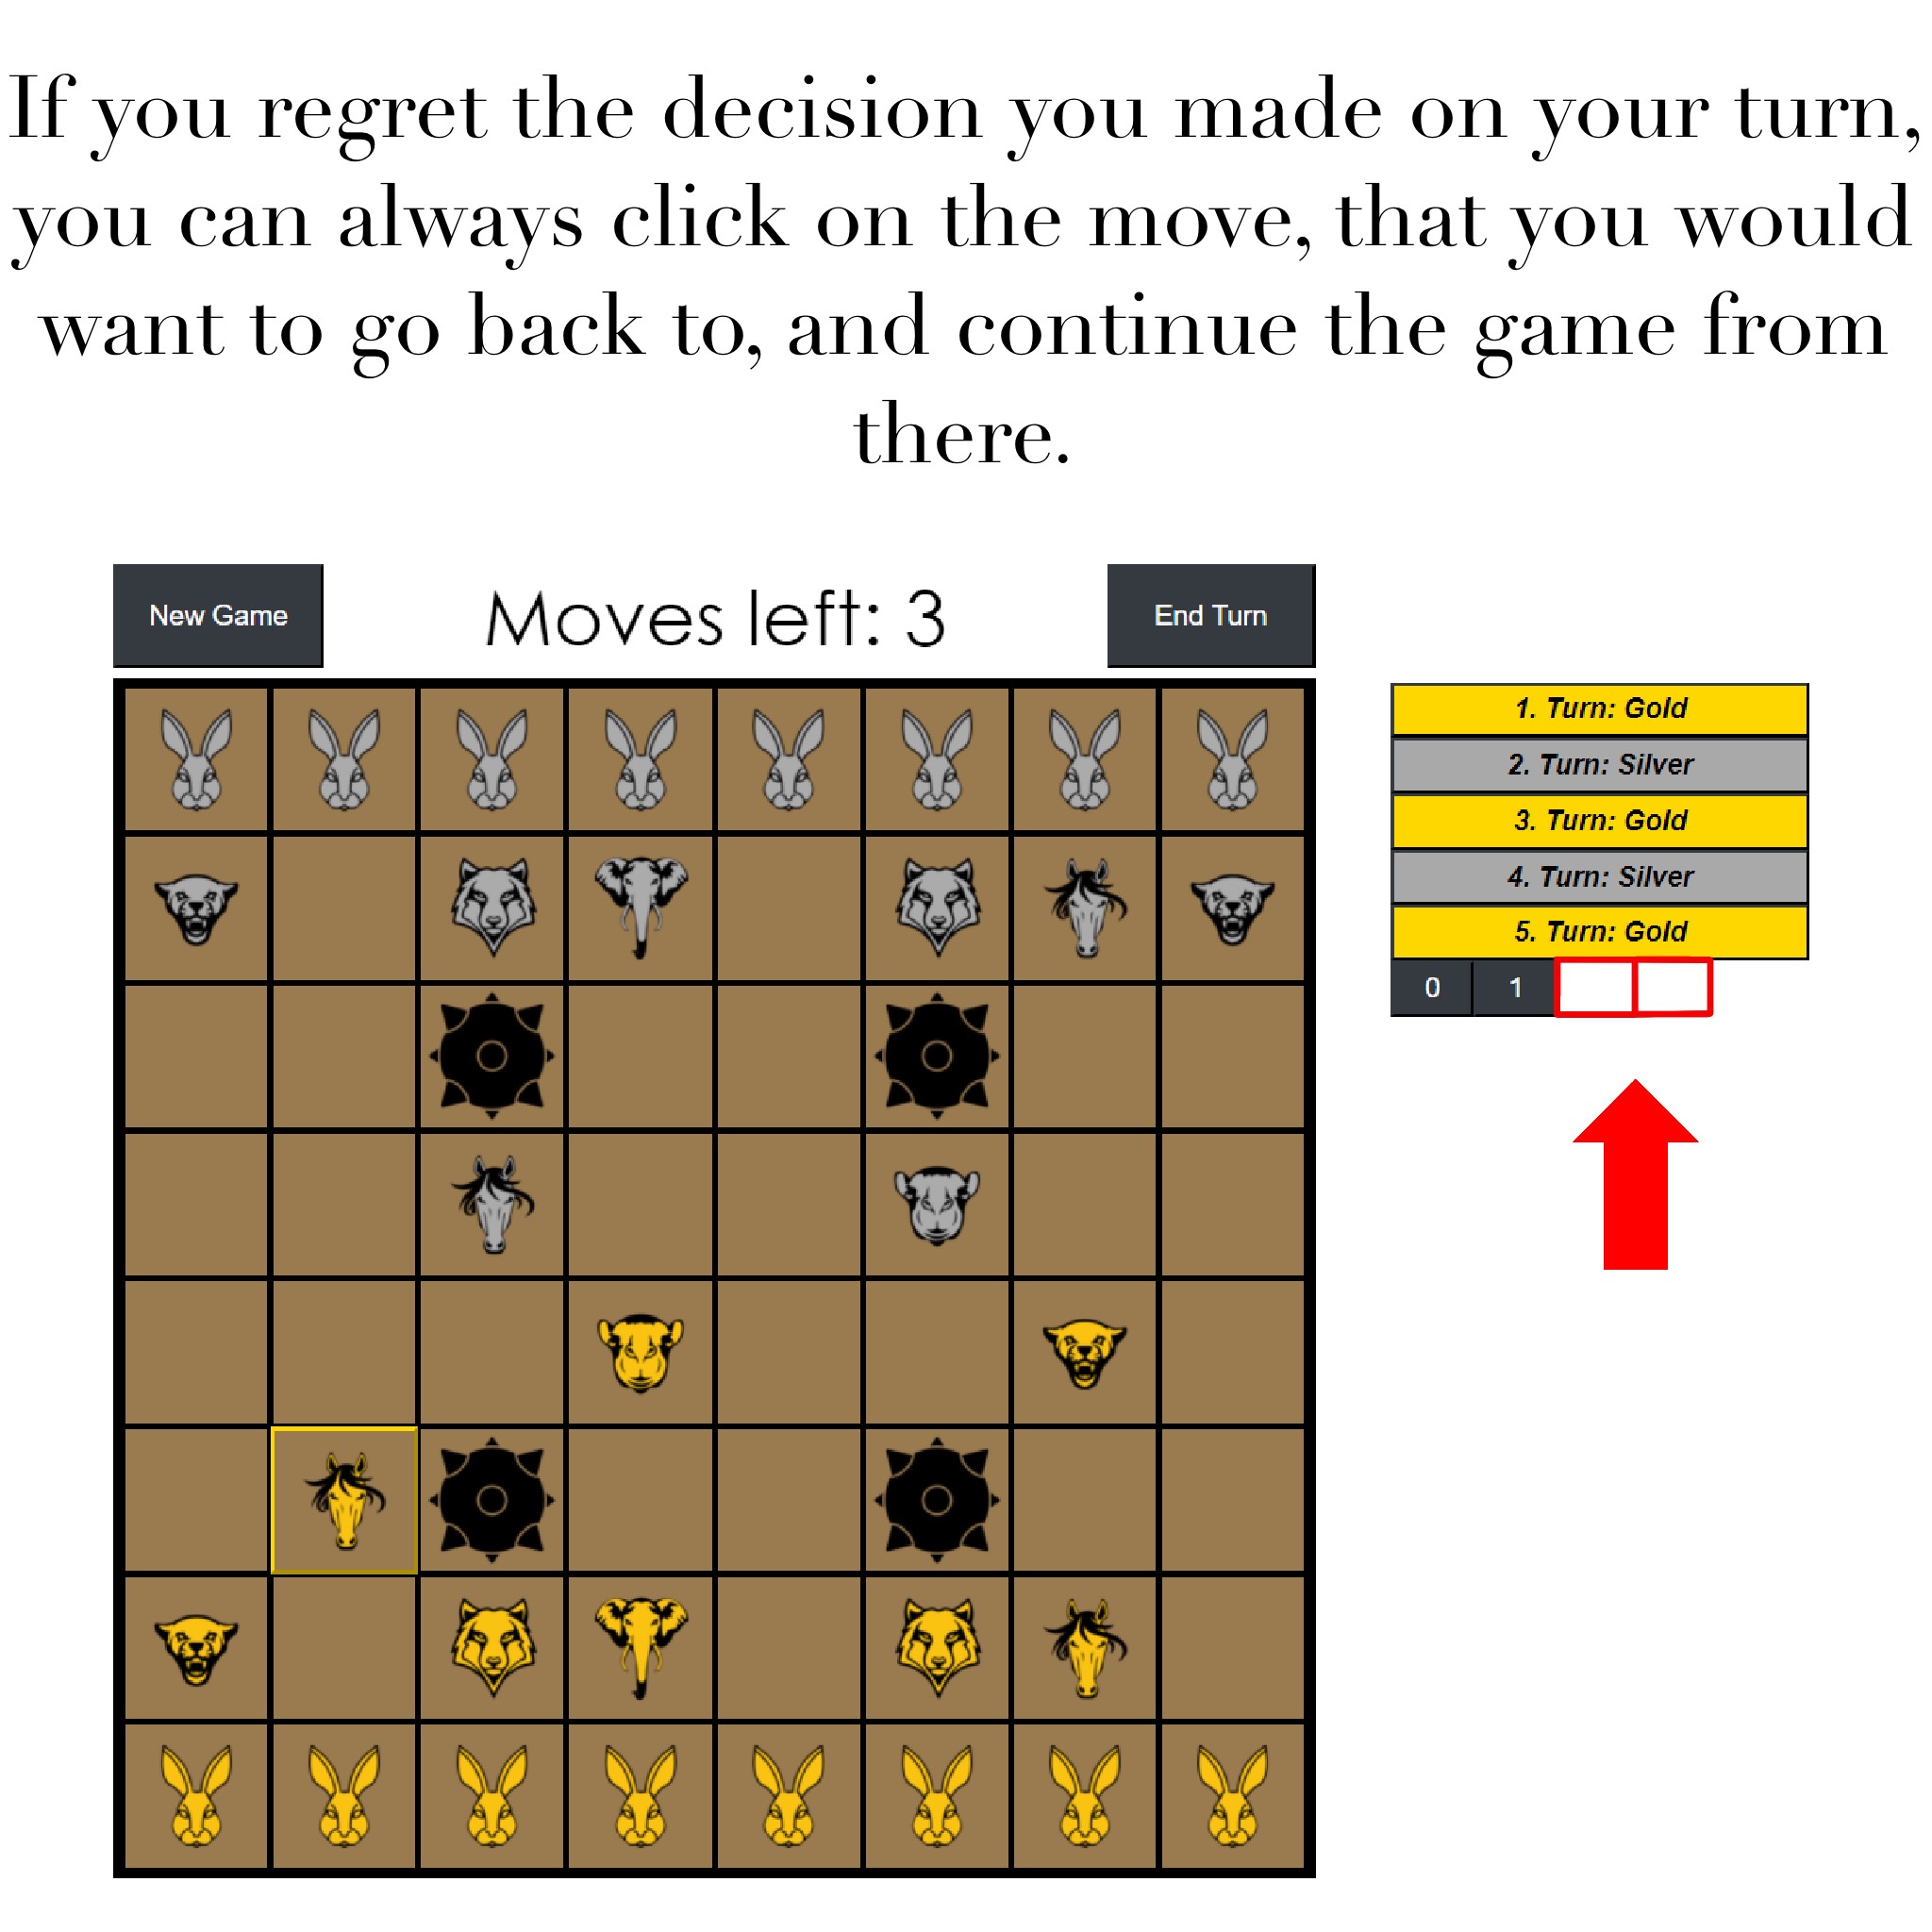 If you regret the decision you made on your turn,
you can always click on the move, that you would
want to go back to, and continue the game from
there.
New Game
Moves left: 3
End Turn
1. Turn: Gold
2. Turn: Silver
3. Turn: Gold
4. Turn: Silver
5. Turn: Gold
0 1